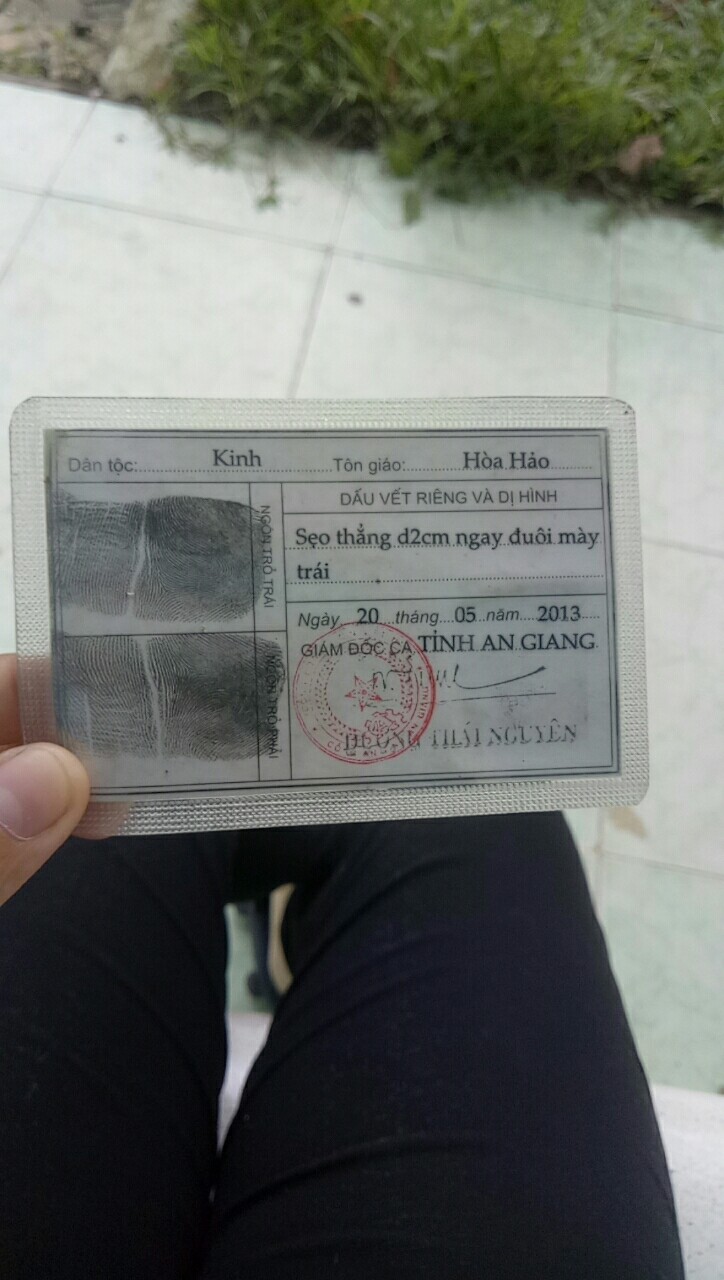 Dân tộc: Kinh Tôn giáo: Hòa Hảo
NGÓN TRỎ TRÁI
NGÓN TRỎ PHẢI
DẤU VẾT RIÊNG VÀ DỊ HÌNH
Sẹo thẳng d2cm ngay đuôi mày
trái
Ngày 20 tháng 05 năm 2013
GIÁM ĐỐC CA TỈNH AN GIANG
DƯƠNG THÁI NGUYÊN